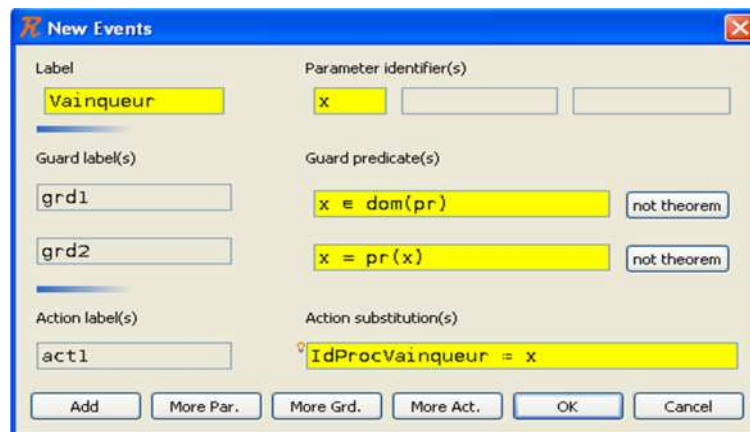 New Events
Label Parameter identifier(s)
Vainqueur x
Guard label(s) Guard predicate(s)
grd1 x ∈ dom(pr) not theorem
grd2 x = pr(x) not theorem
Action label(s) Action substitution(s)
act1 IdProcVainqueur ≔ x
Add More Par. More Grd. More Act. OK Cancel